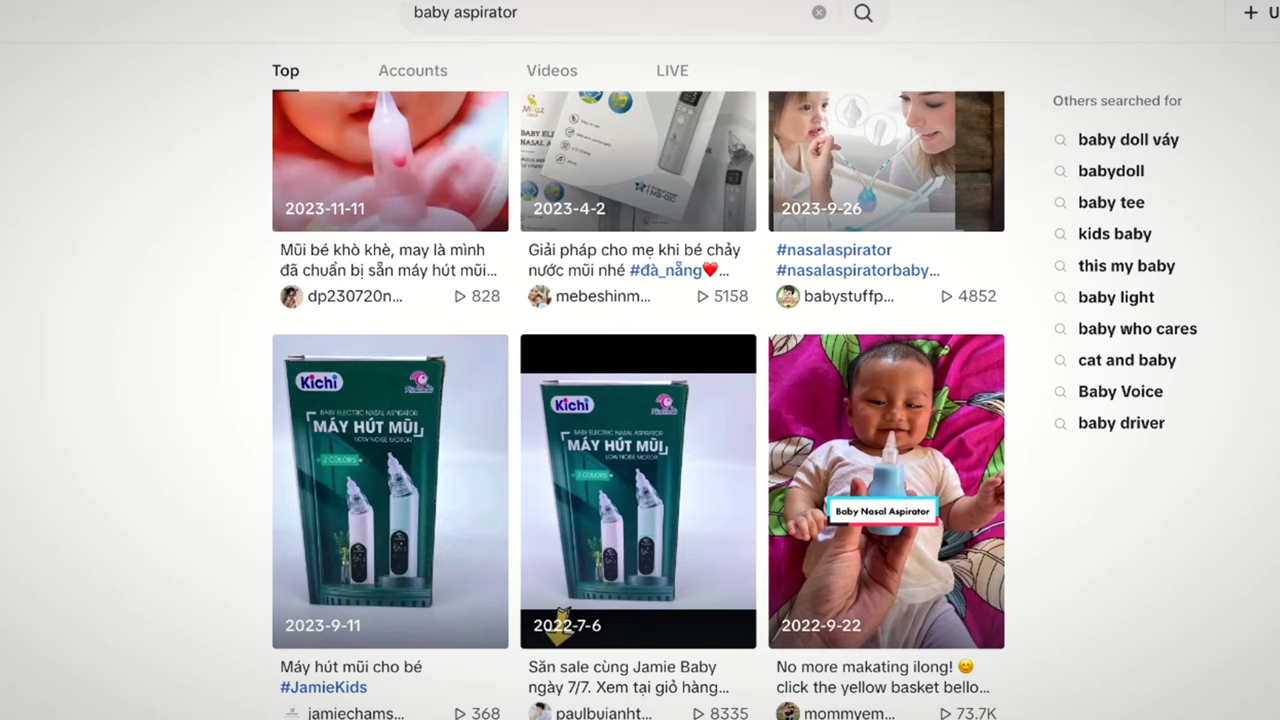 baby aspirator
U
Top
Accounts
Videos
LIVE
Others searched for
2023-11-11
2023-4-2
2023-9-26
Mũi bé khò khè, may là mình
đã chuẩn bị sẵn máy hút mũi...
dp230720n...
828
Giải pháp cho mẹ khi bé chảy
nước mũi nhé #đà_nẵng❤️...
mebeshinm...
5158
#nasalaspirator
#nasalaspiratorbaby...
babystuffp...
4852
baby doll váy
babydoll
baby tee
kids baby
this my baby
baby light
baby who cares
cat and baby
Baby Voice
baby driver
Kichi
BABY ELECTRIC NASAL ASPIRATOR
MÁY HÚT MŨI
LOW NOISE MOTOR
2 COLORS
2023-9-11
Kichi
BABY ELECTRIC NASAL ASPIRATOR
MÁY HÚT MŨI
LOW NOISE MOTOR
2 COLORS
2022-7-6
Baby Nasal Aspirator
2022-9-22
Máy hút mũi cho bé
#JamieKids
jamiechams...
368
Săn sale cùng Jamie Baby
ngày 7/7. Xem tại giỏ hàng...
paulbuianht...
8335
No more makating ilong! 😊
click the yellow basket bello...
mommyem...
73.7K